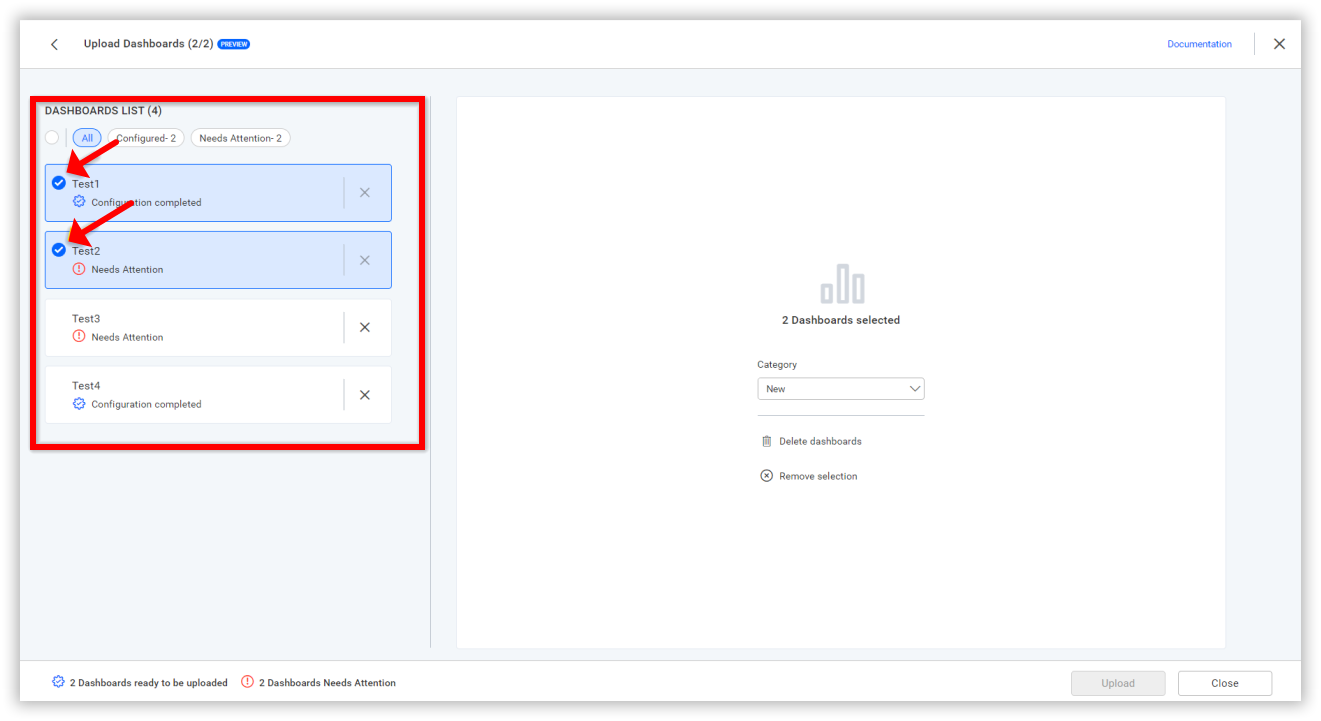 Upload Dashboards (2/2) PREVIEW
Documentation
DASHBOARDS LIST (4)
All Configured- 2 Needs Attention- 2
Test1
Configuration completed
Test2
Needs Attention
Test3
Needs Attention
Test4
Configuration completed
2 Dashboards selected
Category
New
Delete dashboards
Remove selection
2 Dashboards ready to be uploaded 2 Dashboards Needs Attention
Upload Close